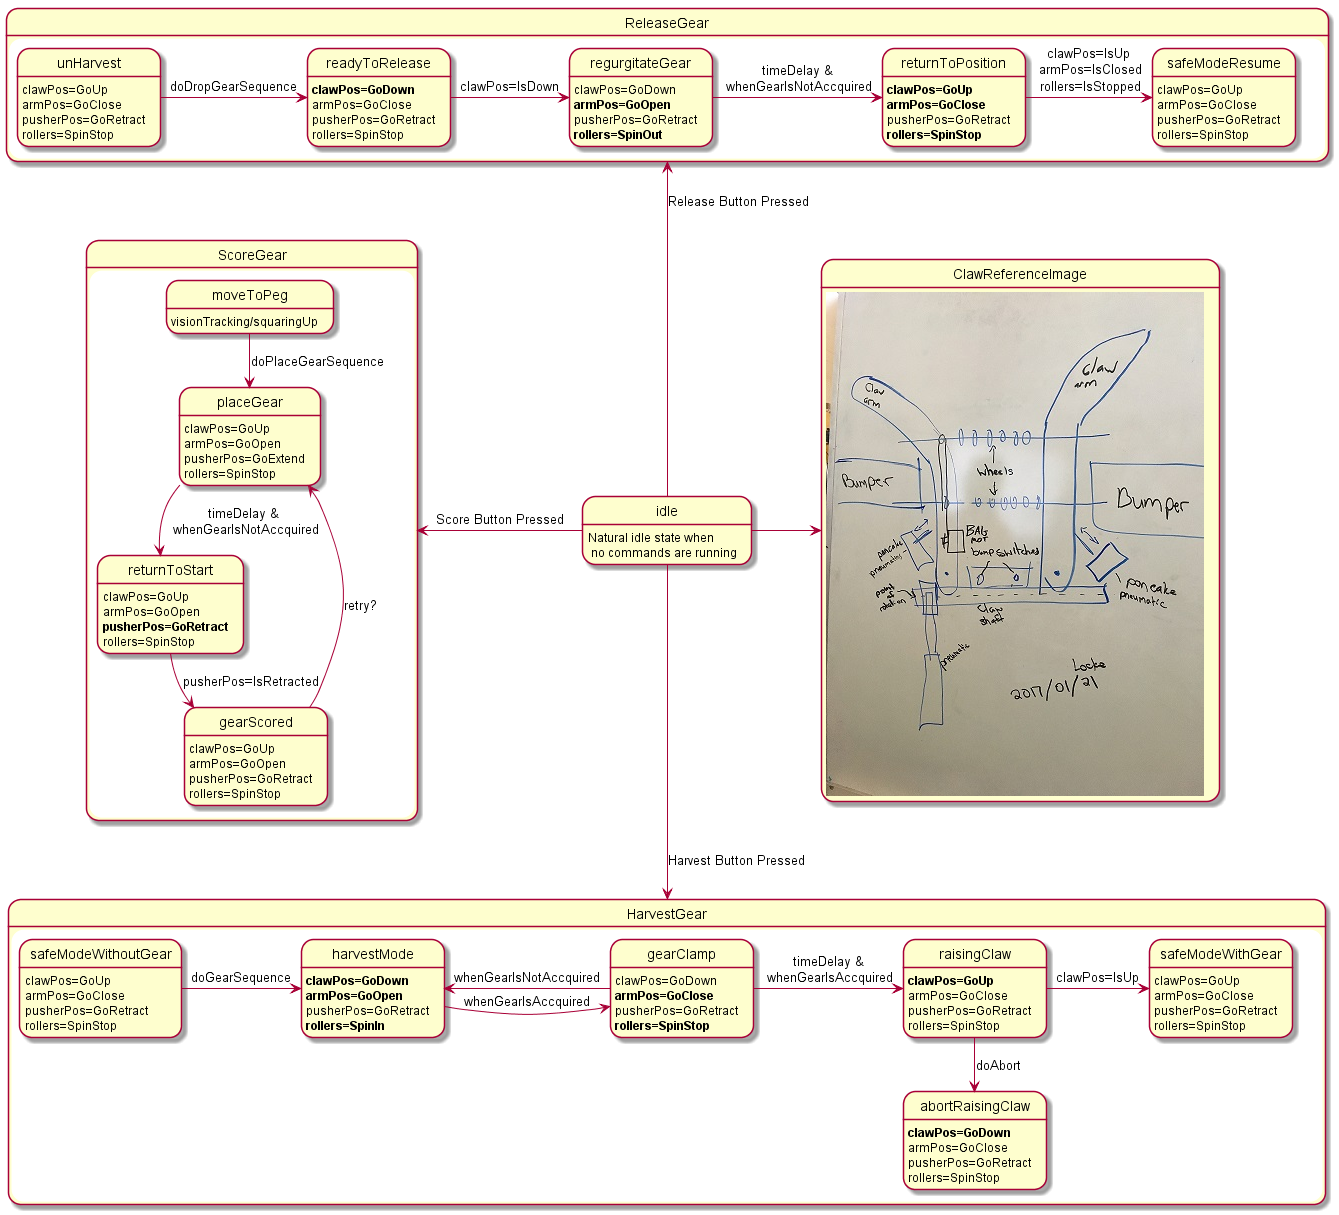 ReleaseGear
unHarvest
clawPos=GoUp
armPos=GoClose
pusherPos=GoRetract
rollers=SpinStop
doDropGearSequence
readyToRelease
clawPos=GoDown
armPos=GoClose
pusherPos=GoRetract
rollers=SpinStop
clawPos=IsDown
regurgitateGear
clawPos=GoDown
armPos=GoOpen
pusherPos=GoRetract
rollers=SpinOut
timeDelay &
whenGearIsNotAccquired
returnToPosition
clawPos=GoUp
armPos=GoClose
pusherPos=GoRetract
rollers=SpinStop
clawPos=IsUp
armPos=IsClosed
rollers=IsStopped
safeModeResume
clawPos=GoUp
armPos=GoClose
pusherPos=GoRetract
rollers=SpinStop
Release Button Pressed
ScoreGear
moveToPeg
visionTracking/squaringUp
doPlaceGearSequence
placeGear
clawPos=GoUp
armPos=GoOpen
pusherPos=GoExtend
rollers=SpinStop
timeDelay &
whenGearIsNotAccquired
returnToStart
clawPos=GoUp
armPos=GoOpen
pusherPos=GoRetract
rollers=SpinStop
retry?
pusherPos=IsRetracted
gearScored
clawPos=GoUp
armPos=GoOpen
pusherPos=GoRetract
rollers=SpinStop
Score Button Pressed
idle
Natural idle state when
no commands are running
ClawReferenceImage
Claw
arm
Claw
arm
Wheels
Bumper
Bumper
BAG
MOT
bump switches
pancake
pneumatics
pancake
pneumatic
point
of
rotation
Claw
shaft
pneumatic
Locke
2017/01/21
Harvest Button Pressed
HarvestGear
safeModeWithoutGear
clawPos=GoUp
armPos=GoClose
pusherPos=GoRetract
rollers=SpinStop
doGearSequence
harvestMode
clawPos=GoDown
armPos=GoOpen
pusherPos=GoRetract
rollers=SpinIn
whenGearIsNotAccquired
whenGearIsAccquired
gearClamp
clawPos=GoDown
armPos=GoClose
pusherPos=GoRetract
rollers=SpinStop
timeDelay &
whenGearIsAccquired
raisingClaw
clawPos=GoUp
armPos=GoClose
pusherPos=GoRetract
rollers=SpinStop
clawPos=IsUp
safeModeWithGear
clawPos=GoUp
armPos=GoClose
pusherPos=GoRetract
rollers=SpinStop
doAbort
abortRaisingClaw
clawPos=GoDown
armPos=GoClose
pusherPos=GoRetract
rollers=SpinStop